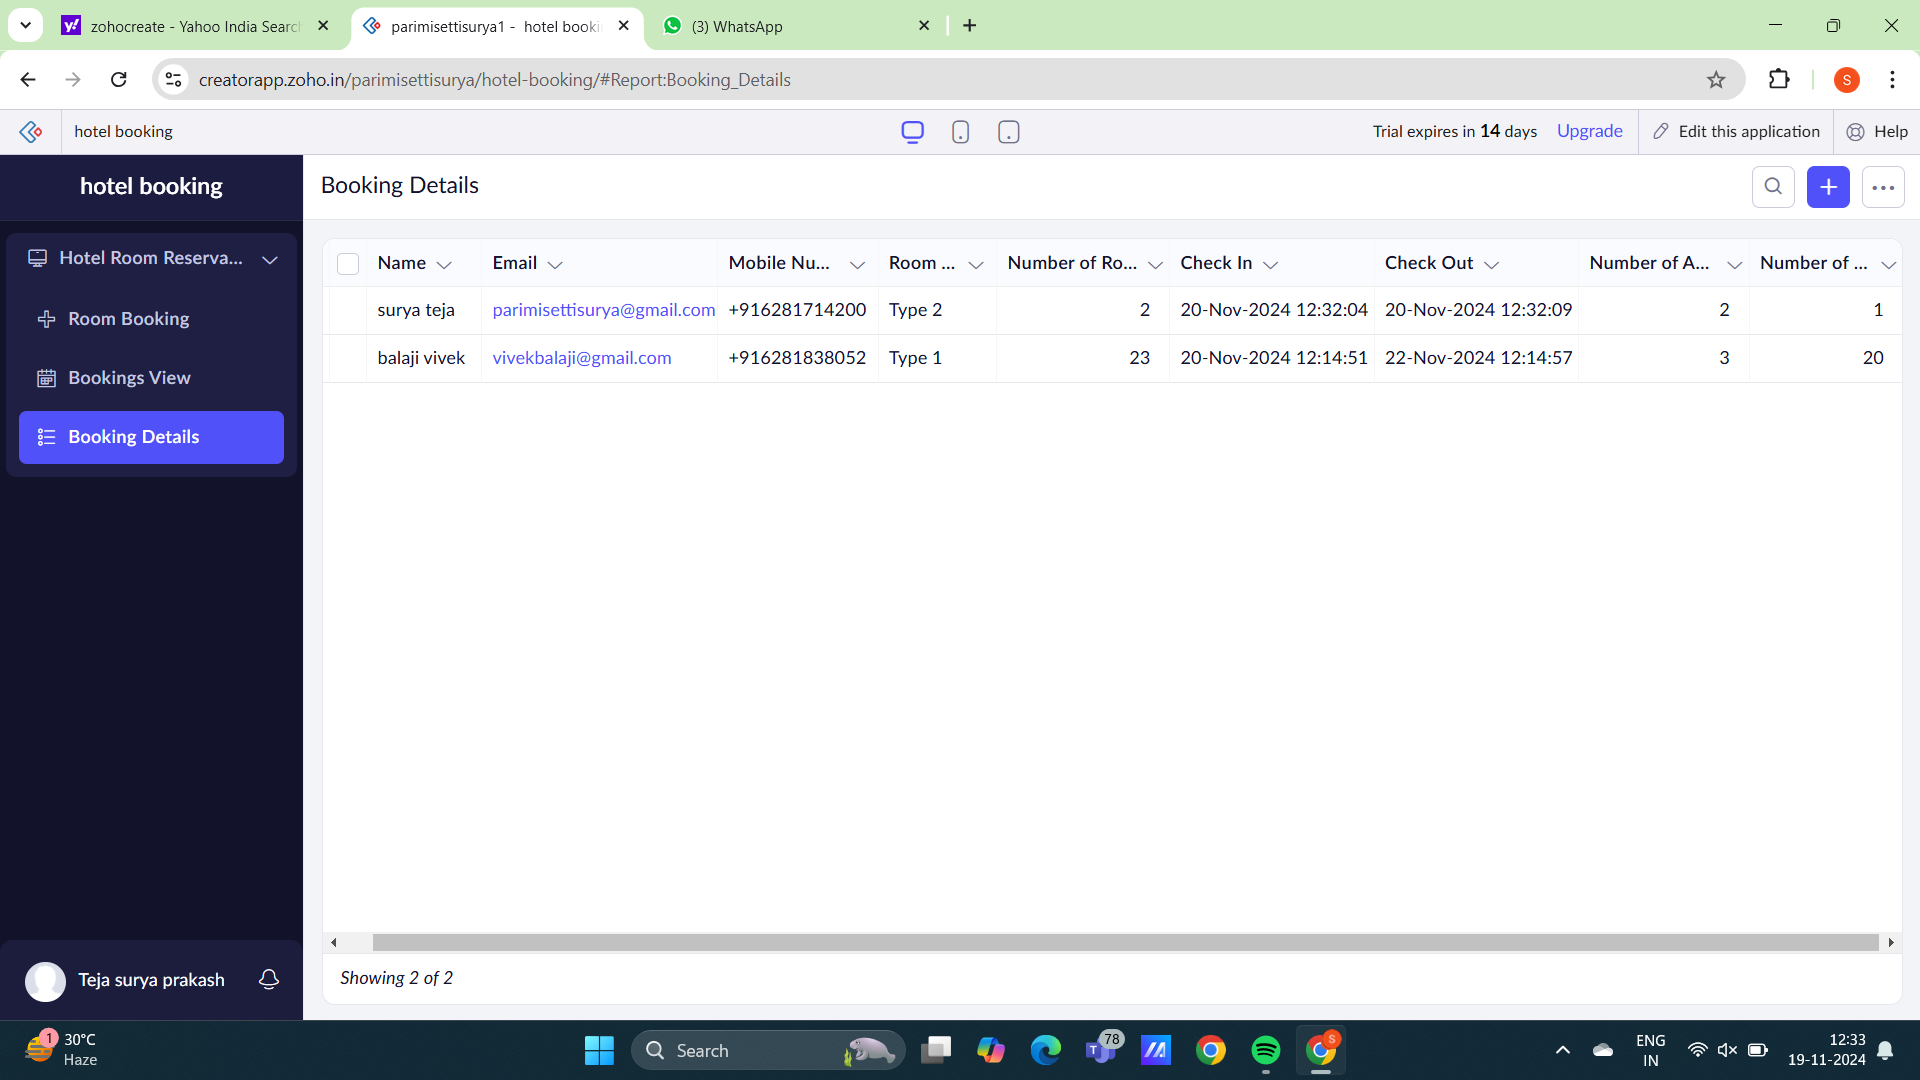 zohocreate - Yahoo India Searc
parimisettisurya1 - hotel booki
(3) WhatsApp
creatorapp.zoho.in/parimisettisurya/hotel-booking/#Report:Booking_Details
S
hotel booking
Trial expires in 14 days
Upgrade
Edit this application
Help
hotel booking
Hotel Room Reserva...
Room Booking
Bookings View
Booking Details
Teja surya prakash
Booking Details
Name Email Mobile Nu... Room ... Number of Ro... Check In Check Out Number of A... Number of ...
surya teja parimisettisurya@gmail.com +916281714200 Type 2 2 20-Nov-2024 12:32:04 20-Nov-2024 12:32:09 2 1
balaji vivek vivekbalaji@gmail.com +916281838052 Type 1 23 20-Nov-2024 12:14:51 22-Nov-2024 12:14:57 3 20
Showing 2 of 2
1
30°C
Haze
Search
78
S
ENG
IN
12:33
19-11-2024